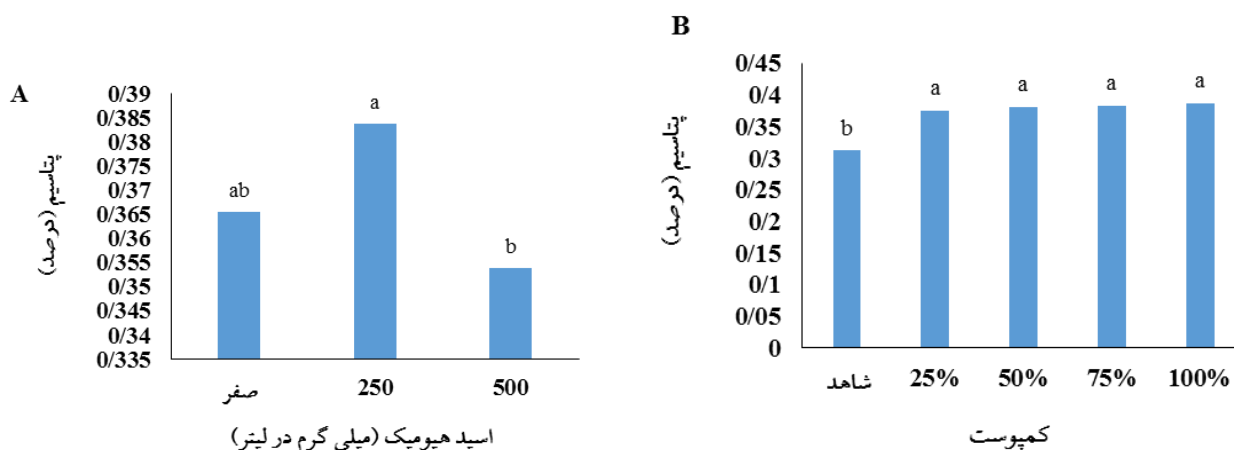 A
پتاسیم (درصد)
0/39
0/385
0/38
0/375
0/37
0/365
0/36
0/355
0/35
0/345
0/34
0/335
ab
a
b
صفر 250 500
اسید هیومیک (میلی گرم در لیتر)
B
پتاسیم (درصد)
0/45
0/4
0/35
0/3
0/25
0/2
0/15
0/1
0/05
0
b
a
a
a
a
شاهد 25% 50% 75% 100%
کمپوست